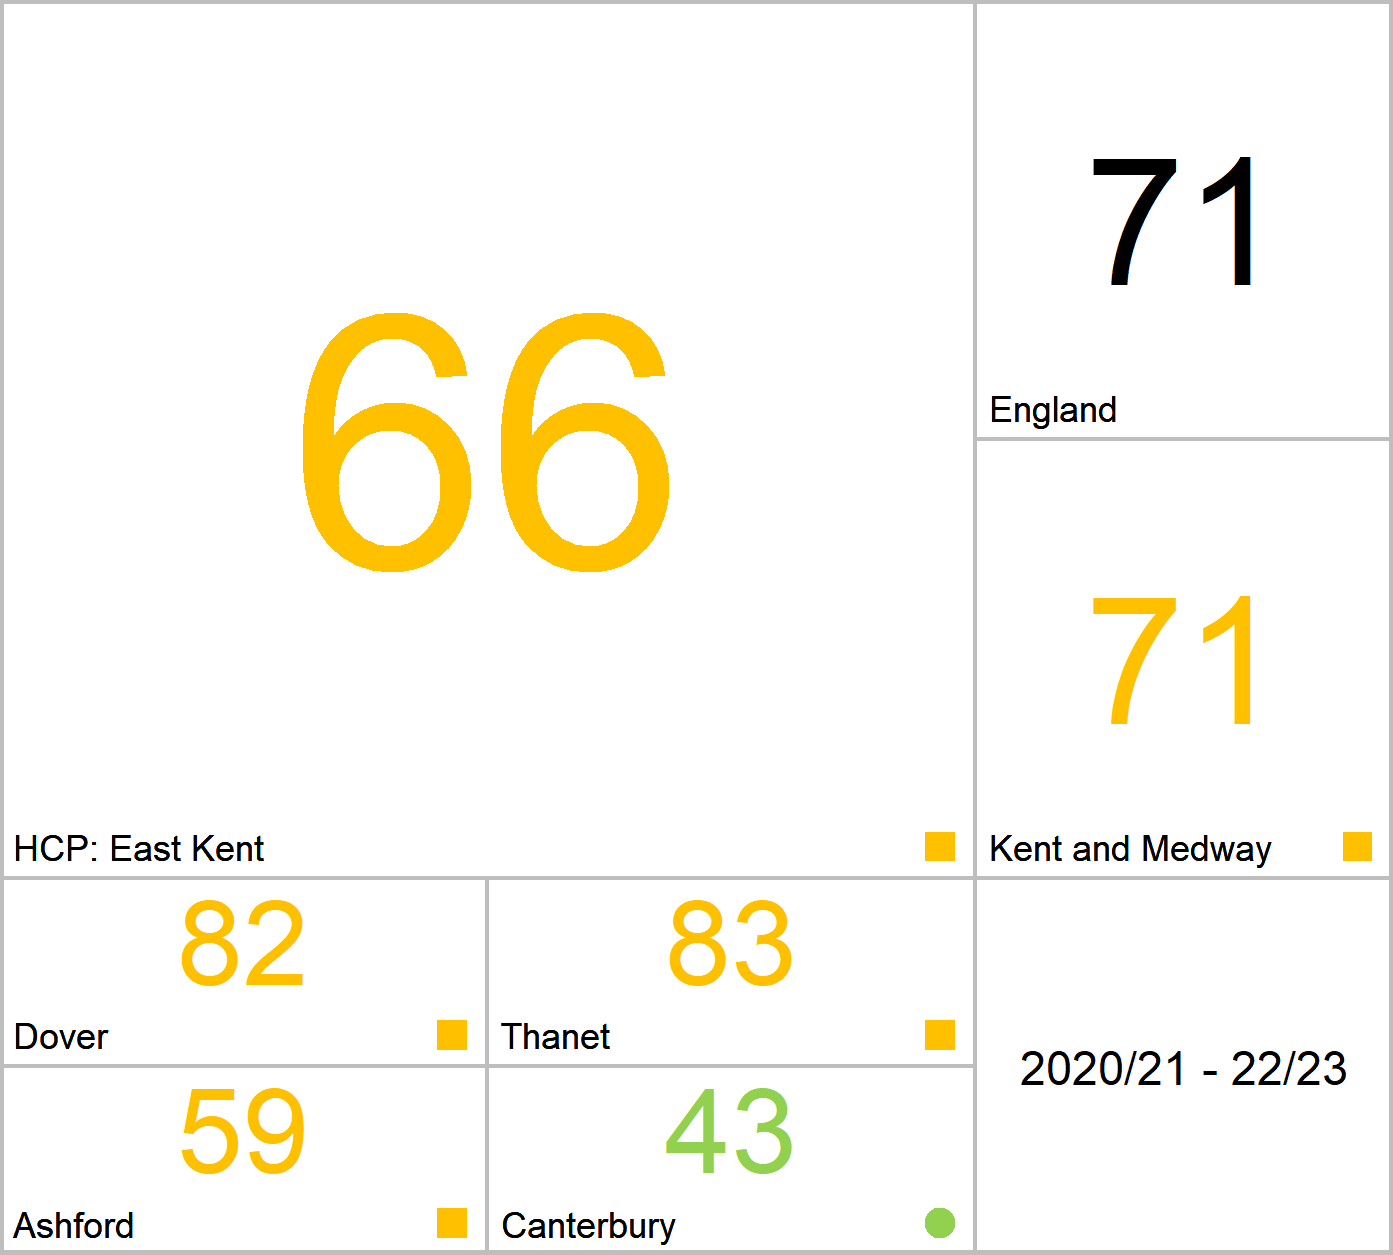 66
HCP: East Kent
71
England
71
Kent and Medway
82
Dover
83
Thanet
59
Ashford
43
Canterbury
2020/21 - 22/23